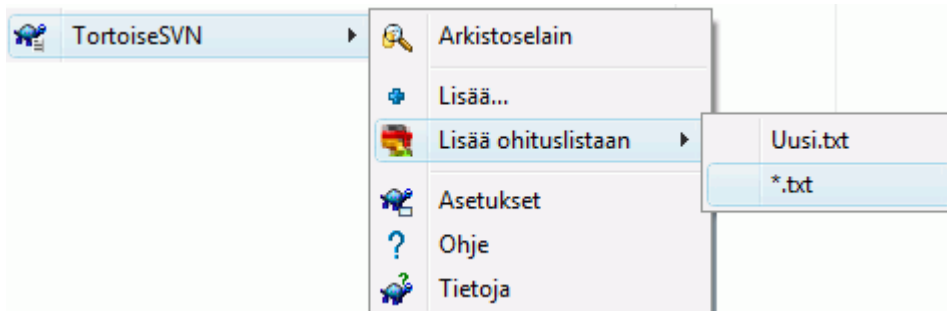 TortoiseSVN
Arkistoselain
Lisää...
Lisää ohituslistaan
Uusi.txt
*.txt
Asetukset
Ohje
Tietoja